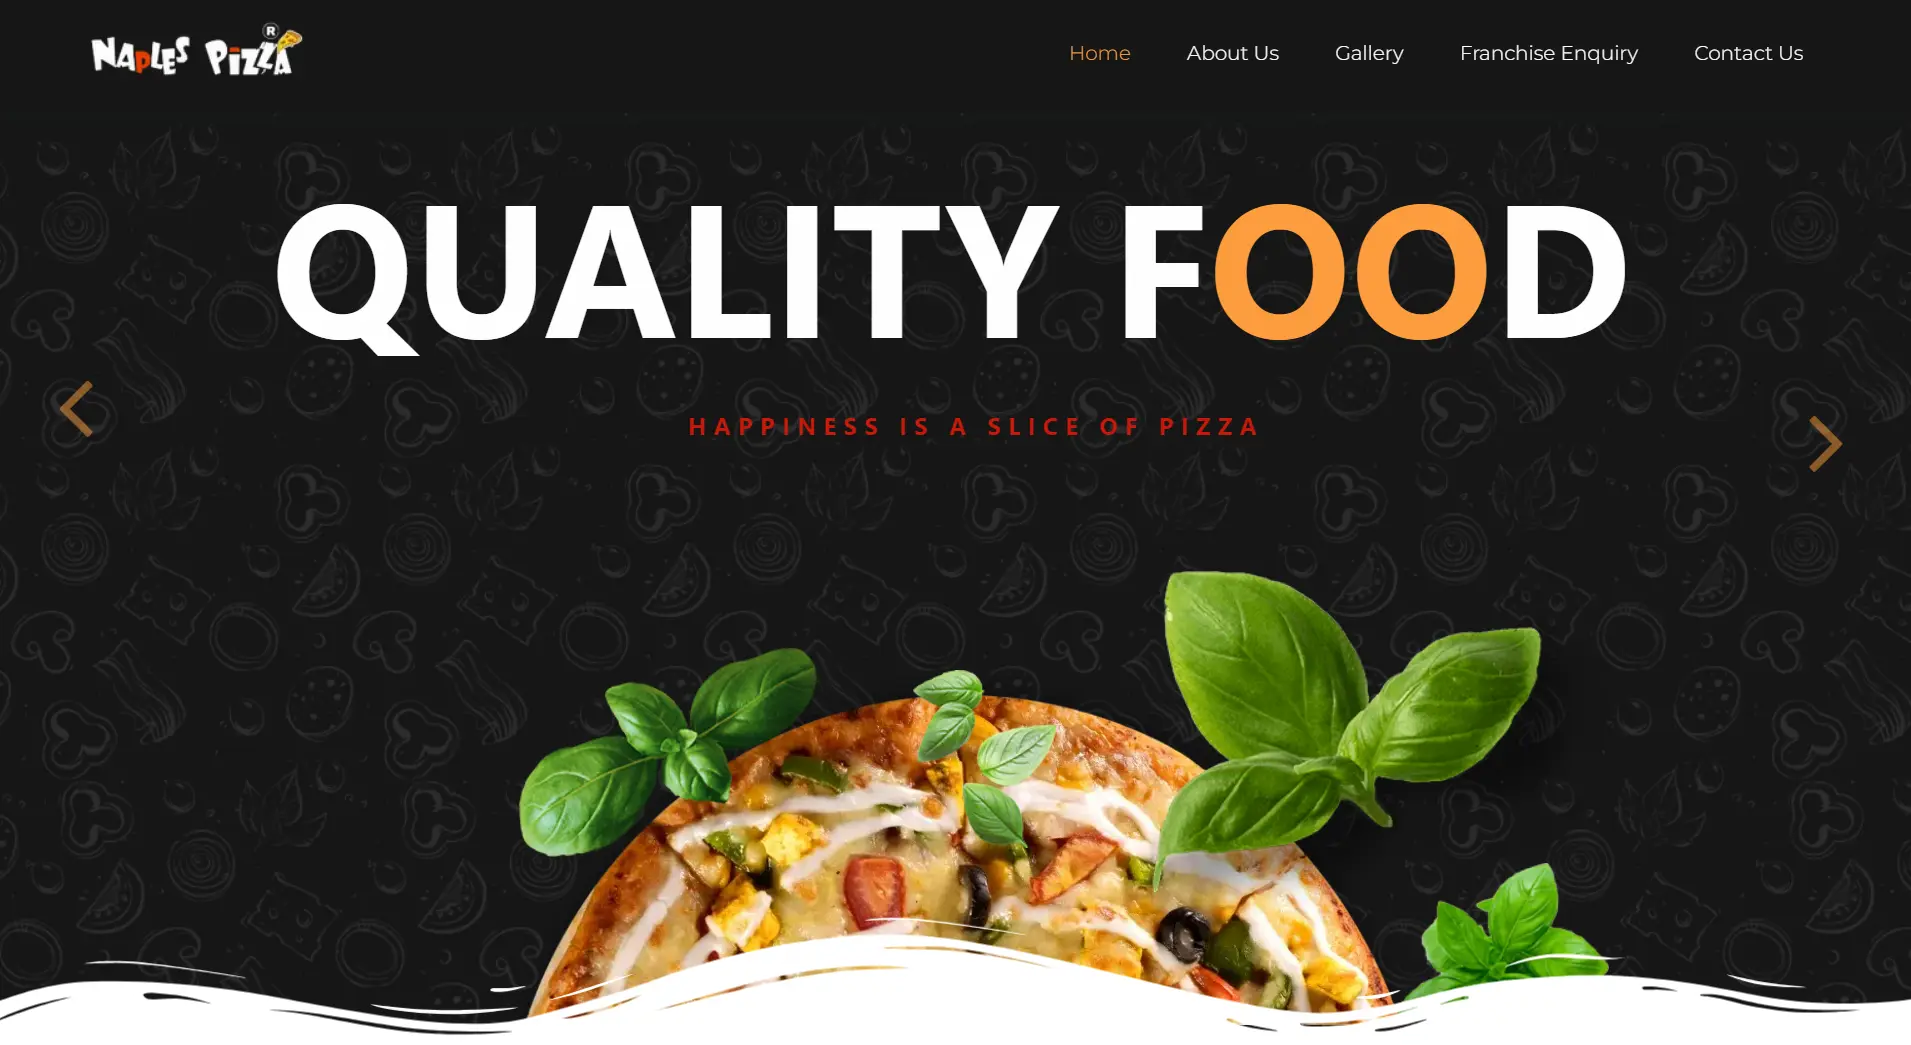 NAPLES PIZZA ®
Home About Us Gallery Franchise Enquiry Contact Us
QUALITY FOOD
HAPPINESS IS A SLICE OF PIZZA